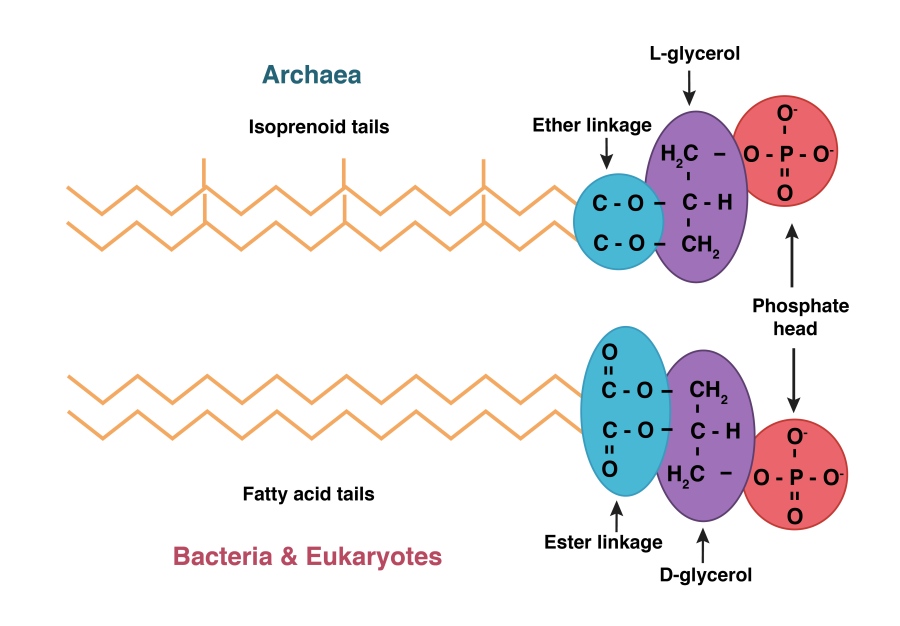 L-glycerol
Archaea
Isoprenoid tails
Ether linkage
O-
H2C – O - P - O-
O
C - O – C - H
C - O – CH2
Phosphate
head
O
C - O – CH2
C - O – C - H
O
H2C –
O-
O - P - O-
O
Fatty acid tails
Ester linkage
Bacteria & Eukaryotes
D-glycerol